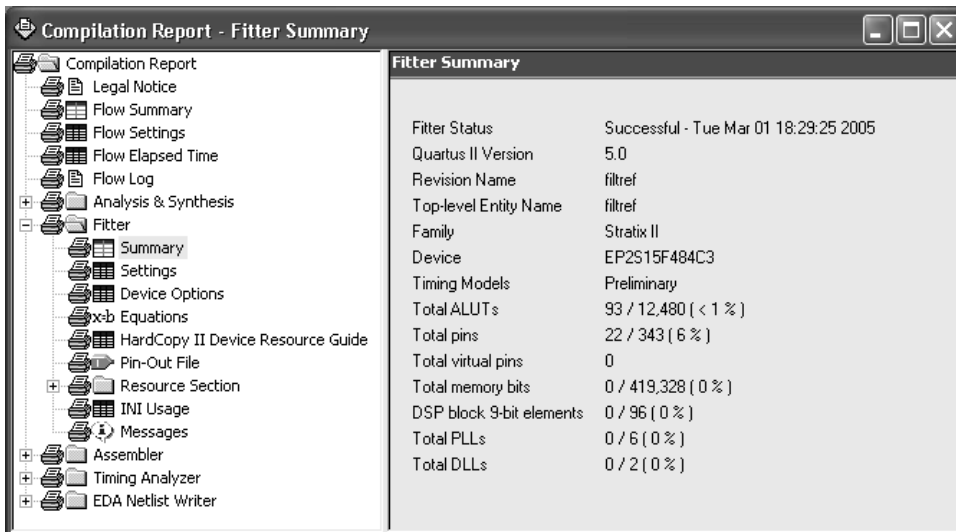 Compilation Report - Fitter Summary
Compilation Report
Legal Notice
Flow Summary
Flow Settings
Flow Elapsed Time
Flow Log
Analysis & Synthesis
Fitter
Summary
Settings
Device Options
x-b Equations
HardCopy II Device Resource Guide
Pin-Out File
Resource Section
INI Usage
Messages
Assembler
Timing Analyzer
EDA Netlist Writer
Fitter Summary
Fitter Status Successful - Tue Mar 01 18:29:25 2005
Quartus II Version 5.0
Revision Name filtref
Top-level Entity Name filtref
Family Stratix II
Device EP2S15F484C3
Timing Models Preliminary
Total ALUTs 93 / 12,480 ( < 1 % )
Total pins 22 / 343 ( 6 % )
Total virtual pins 0
Total memory bits 0 / 419,328 ( 0 % )
DSP block 9-bit elements 0 / 96 ( 0 % )
Total PLLs 0 / 6 ( 0 % )
Total DLLs 0 / 2 ( 0 % )